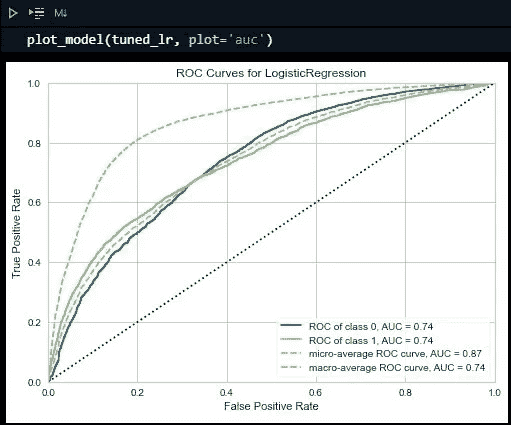 M↓
plot_model(tuned_lr, plot='auc')
ROC Curves for LogisticRegression
True Positive Rate
1.0
0.8
0.6
0.4
0.2
0.0
ROC of class 0, AUC = 0.74
ROC of class 1, AUC = 0.74
micro-average ROC curve, AUC = 0.87
macro-average ROC curve, AUC = 0.74
0.0 0.2 0.4 0.6 0.8 1.0
False Positive Rate